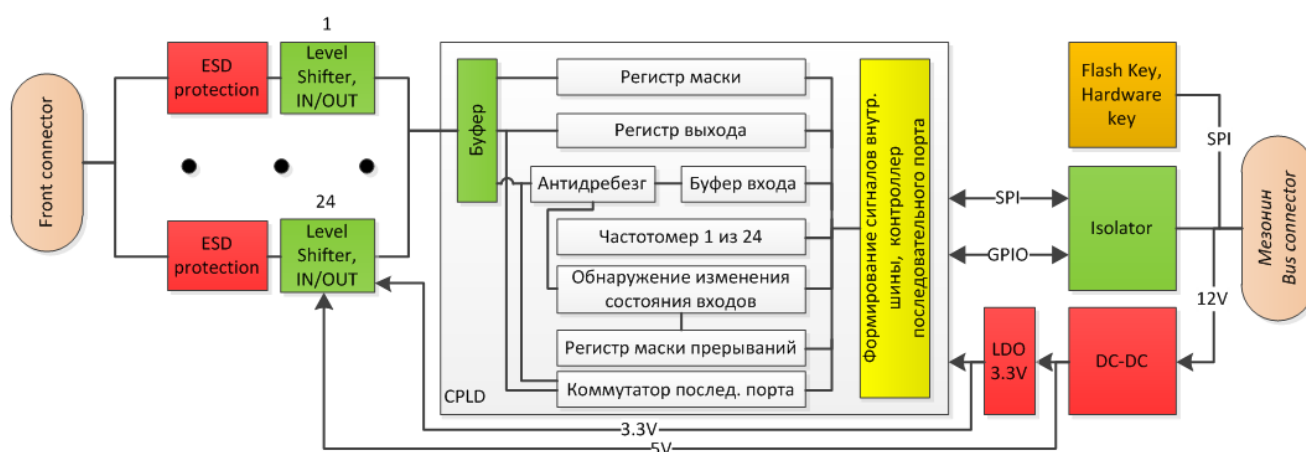 Front connector
1
ESD
protection
Level
Shifter,
IN/OUT
24
ESD
protection
Level
Shifter,
IN/OUT
Буфер
Регистр маски
Регистр выхода
Антидребезг
Буфер входа
Частотомер 1 из 24
Обнаружение изменения
состояния входов
Регистр маски прерываний
Коммутатор послед. порта
CPLD
Формирование сигналов внутр.
шины, контроллер
последовательного порта
SPI
GPIO
Flash Key,
Hardware
key
SPI
Isolator
12V
LDO
3.3V
DC-DC
3.3V
5V
Мезонин
Bus connector